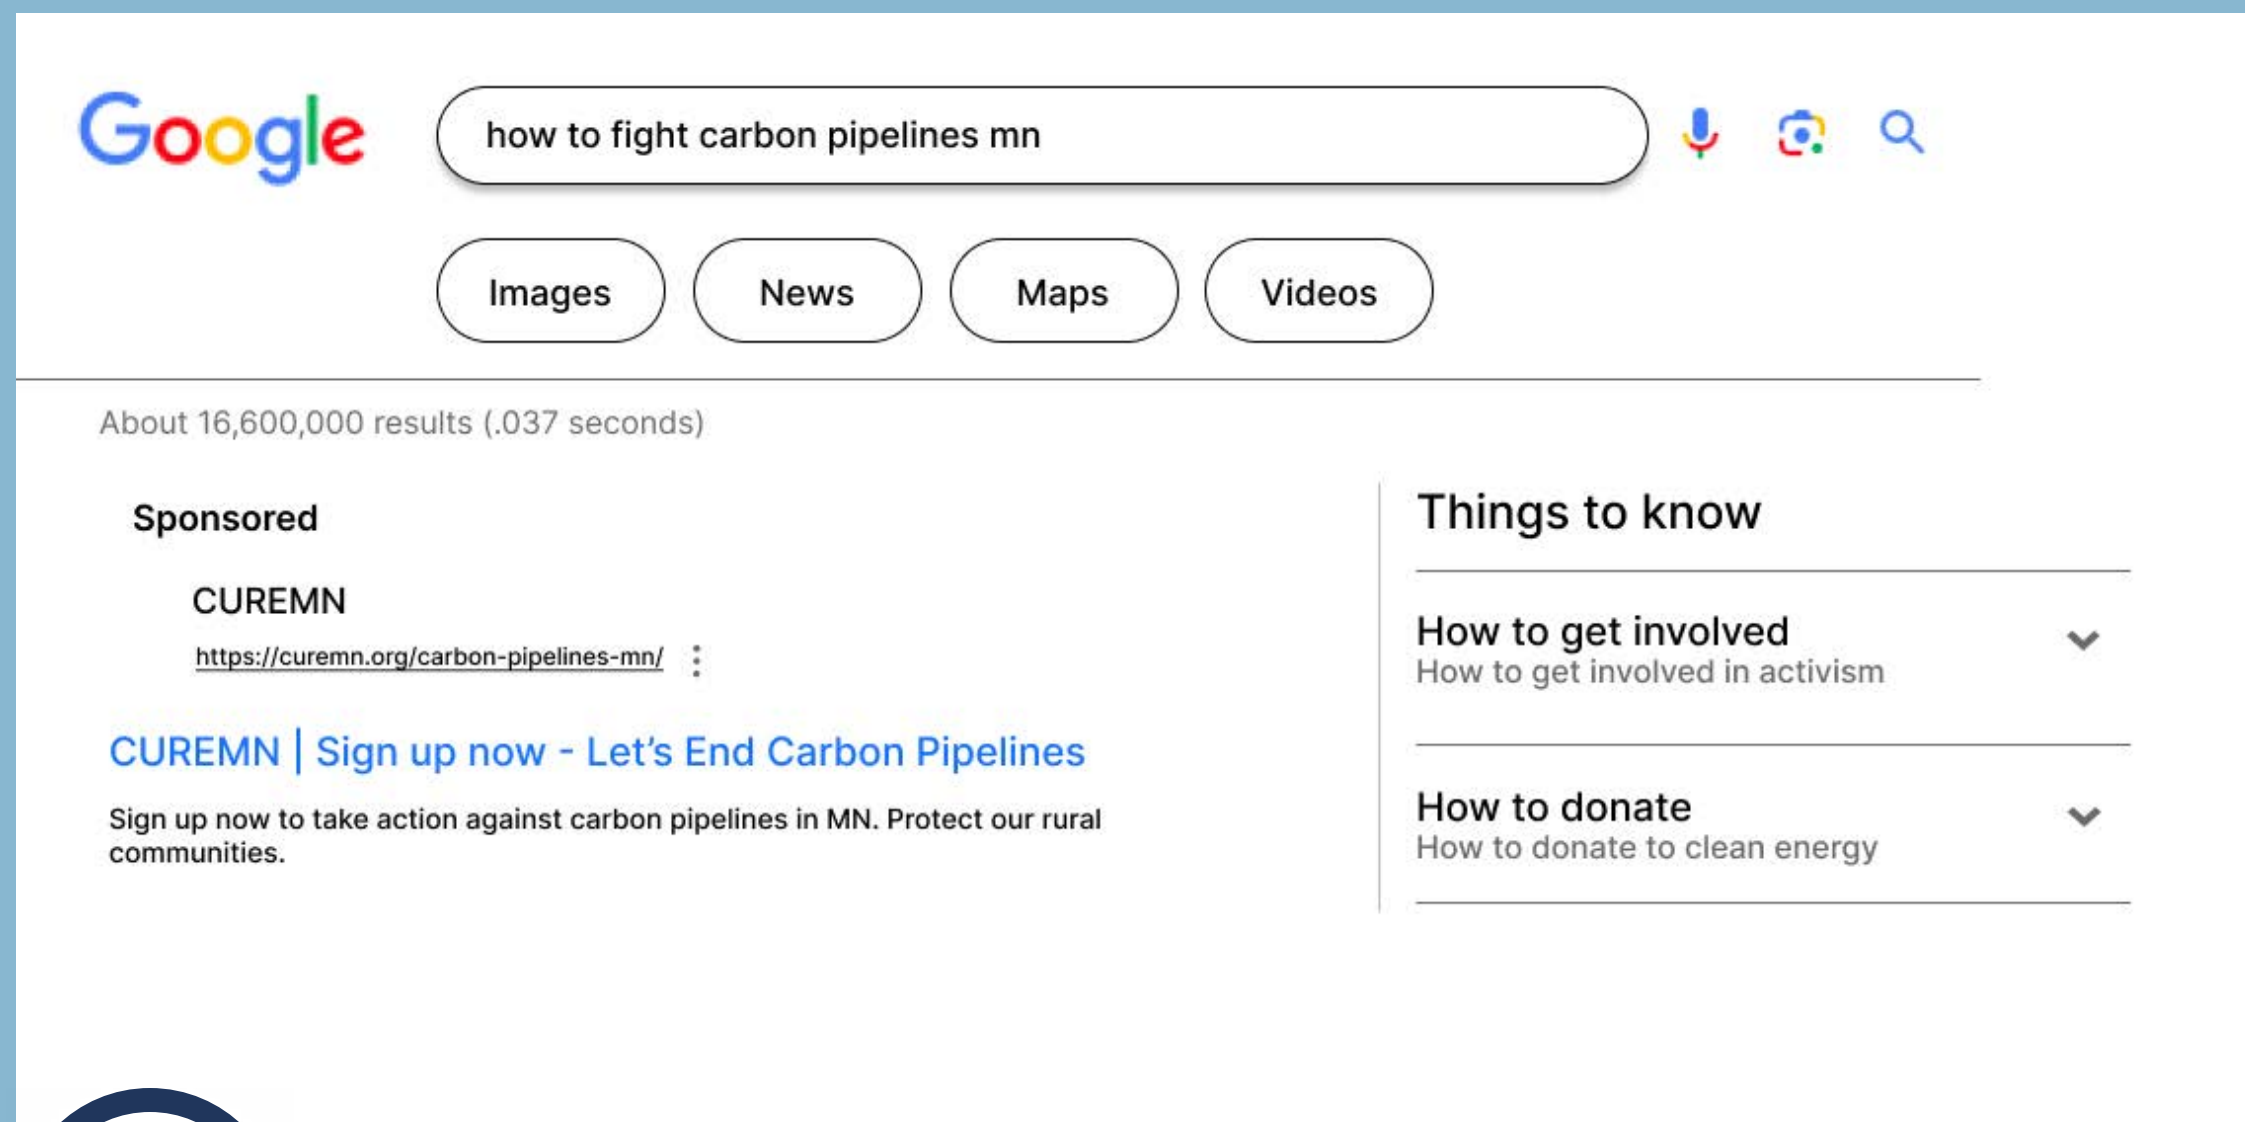 Google
how to fight carbon pipelines mn
Images
News
Maps
Videos
About 16,600,000 results (.037 seconds)
Sponsored
CUREMN
https://curemn.org/carbon-pipelines-mn/
CUREMN | Sign up now - Let's End Carbon Pipelines
Sign up now to take action against carbon pipelines in MN. Protect our rural
communities.
Things to know
How to get involved
How to get involved in activism
How to donate
How to donate to clean energy